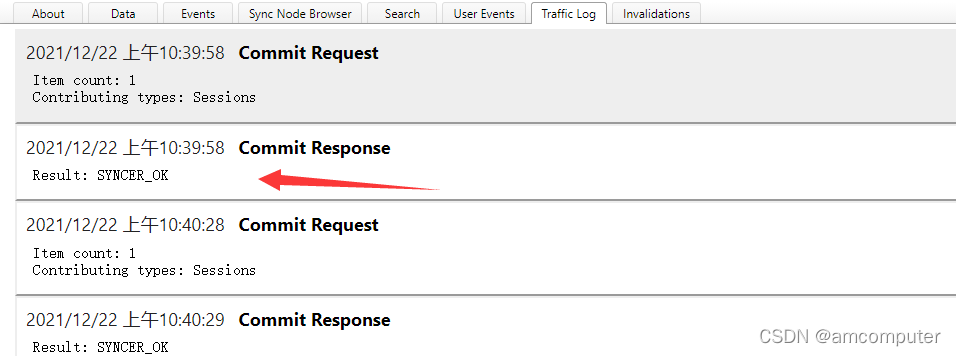 About Data Events Sync Node Browser Search User Events Traffic Log Invalidations
2021/12/22 上午10:39:58 Commit Request
Item count: 1
Contributing types: Sessions
2021/12/22 上午10:39:58 Commit Response
Result: SYNCER_OK
2021/12/22 上午10:40:28 Commit Request
Item count: 1
Contributing types: Sessions
2021/12/22 上午10:40:29 Commit Response
Result: SYNCER_OK
CSDN @amcomputer